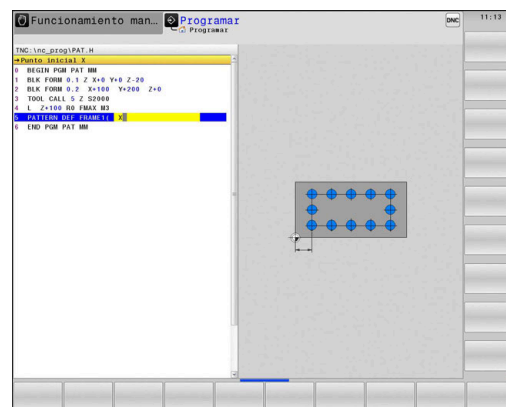 Funcionamiento man…
Programar
Programar
DNC
11:13
TNC:\nc_prog\PAT.H
→Punto inicial X
0 BEGIN PGM PAT MM
1 BLK FORM 0.1 Z X+0 Y+0 Z-20
2 BLK FORM 0.2 X+100 Y+200 Z+0
3 TOOL CALL 5 Z S2000
4 L Z+100 R0 FMAX M3
5 PATTERN DEF FRAME1( X
6 END PGM PAT MM